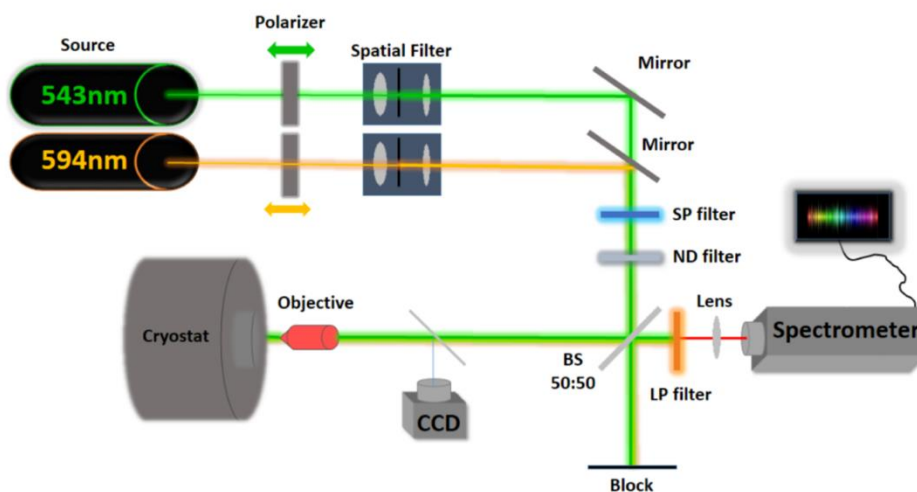 Polarizer
Source
Spatial Filter
Mirror
543nm
594nm
Mirror
SP filter
ND filter
Objective
Lens
Cryostat
Spectrometer
BS
50:50
LP filter
CCD
Block